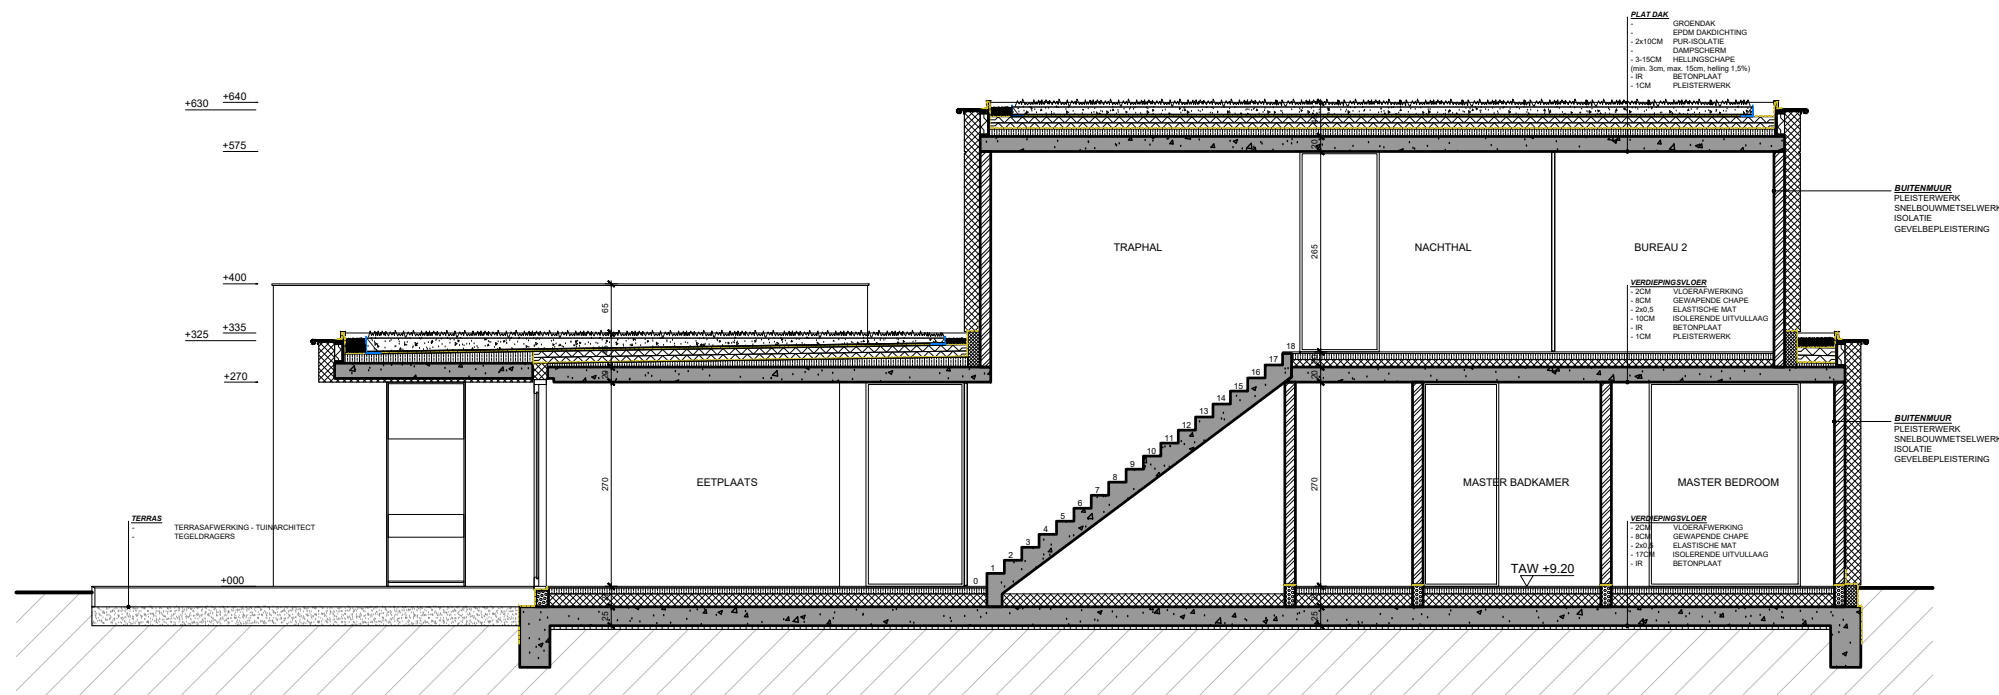 PLAT DAK
- GROENDAK
- EPDM DAKDICHTING
- 2x10CM PUR-ISOLATIE
- DAMPSCHERM
- 3-15CM HELLINGSCHAPE
(min. 3cm, max. 15cm, helling 1,5%)
- IR BETONPLAAT
- 1CM PLEISTERWERK
+640
+630
+575
20
BUITENMUUR
PLEISTERWERK
SNELBOUWMETSELWERK
ISOLATIE
GEVELBEPLEISTERING
TRAPHAL
265
NACHTHAL
BUREAU 2
+400
VERDIEPINGSVLOER
- 2CM VLOERAFWERKING
- 8CM GEWAPENDE CHAPE
- 2x0,5 ELASTISCHE MAT
- 10CM ISOLERENDE UITVULLAAG
- IR BETONPLAAT
- 1CM PLEISTERWERK
65
+335
+325
+270
20
18
17
16
15
14
13
12
11
10
9
8
7
6
5
4
3
2
1
0
BUITENMUUR
PLEISTERWERK
SNELBOUWMETSELWERK
ISOLATIE
GEVELBEPLEISTERING
270
EETPLAATS
270
MASTER BADKAMER
MASTER BEDROOM
TERRAS
- TERRASAFWERKING - TUINARCHITECT
- TEGELDRAGERS
VERDIEPINGSVLOER
- 2CM VLOERAFWERKING
- 8CM GEWAPENDE CHAPE
- 2x0,5 ELASTISCHE MAT
- 17CM ISOLERENDE UITVULLAAG
- IR BETONPLAAT
TAW +9.20
+000
25
25